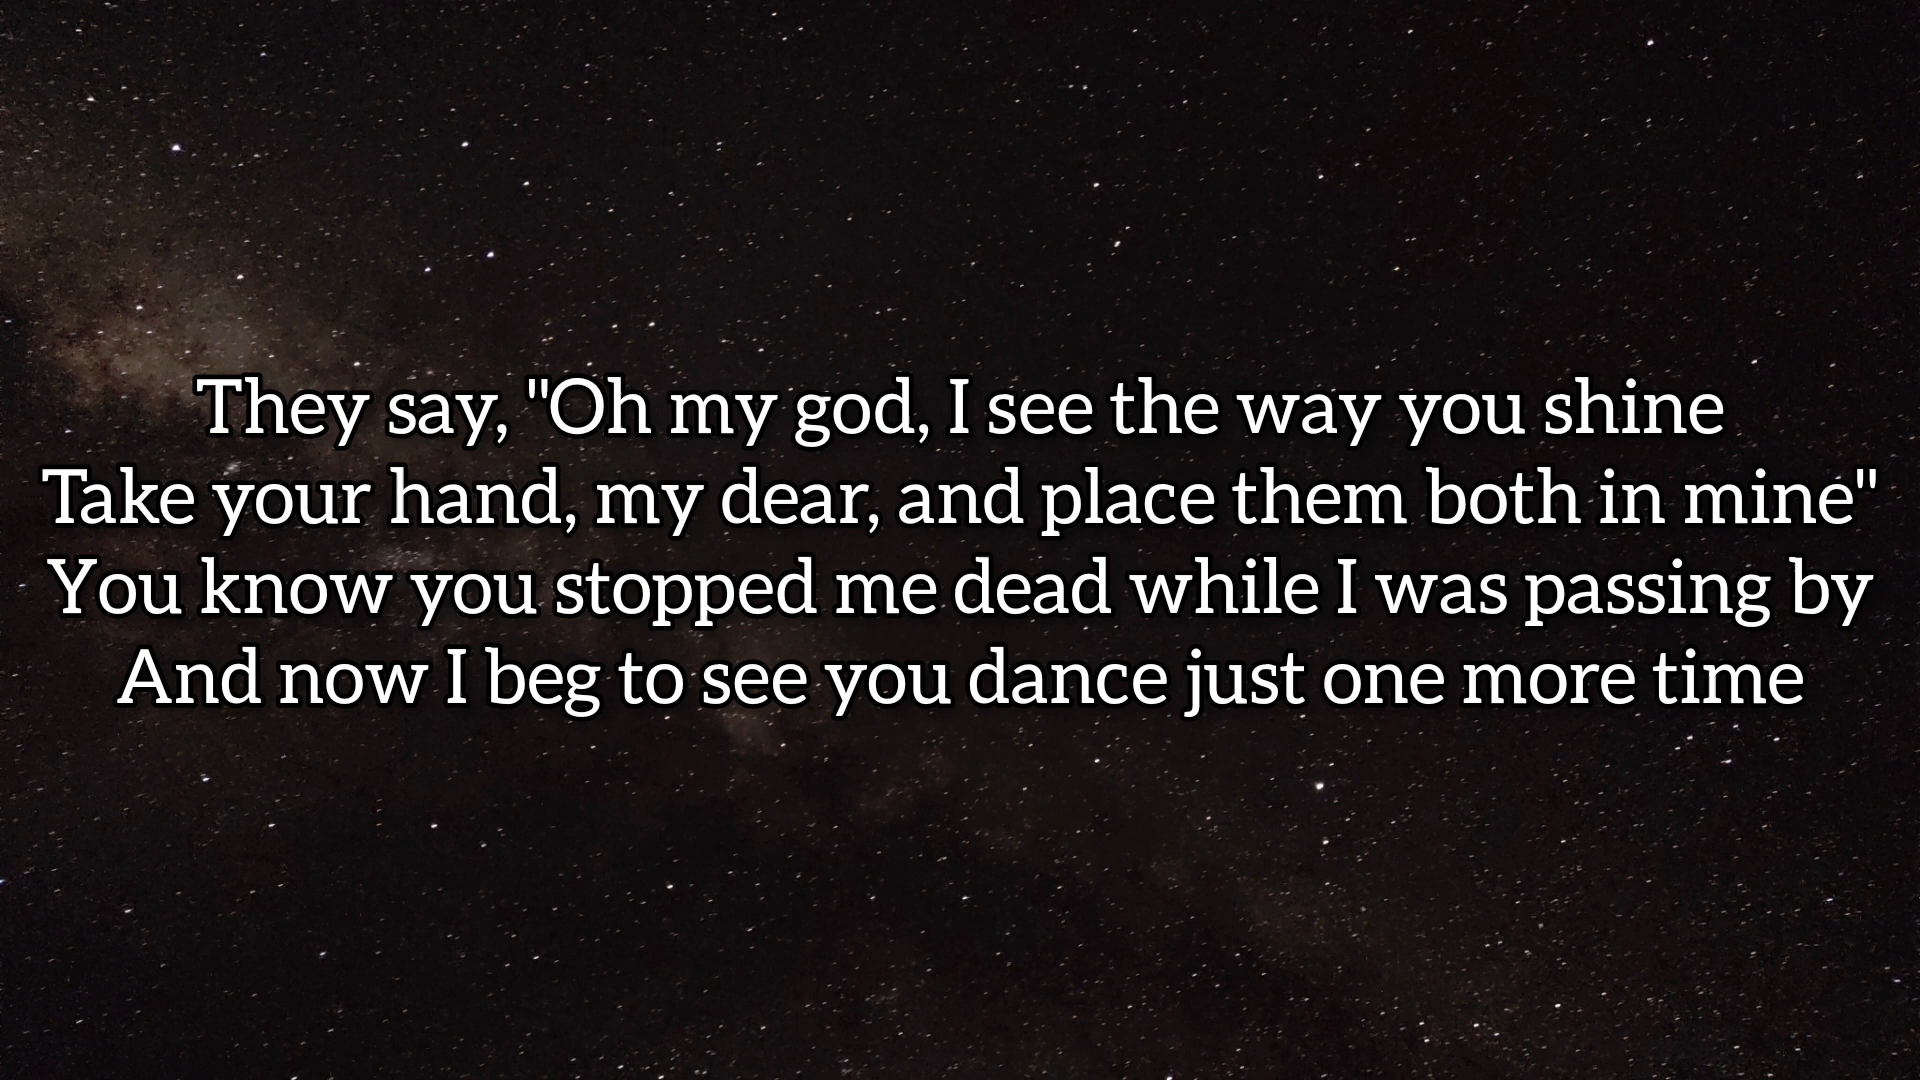 They say, "Oh my god, I see the way you shine
Take your hand, my dear, and place them both in mine"
You know you stopped me dead while I was passing by
And now I beg to see you dance just one more time